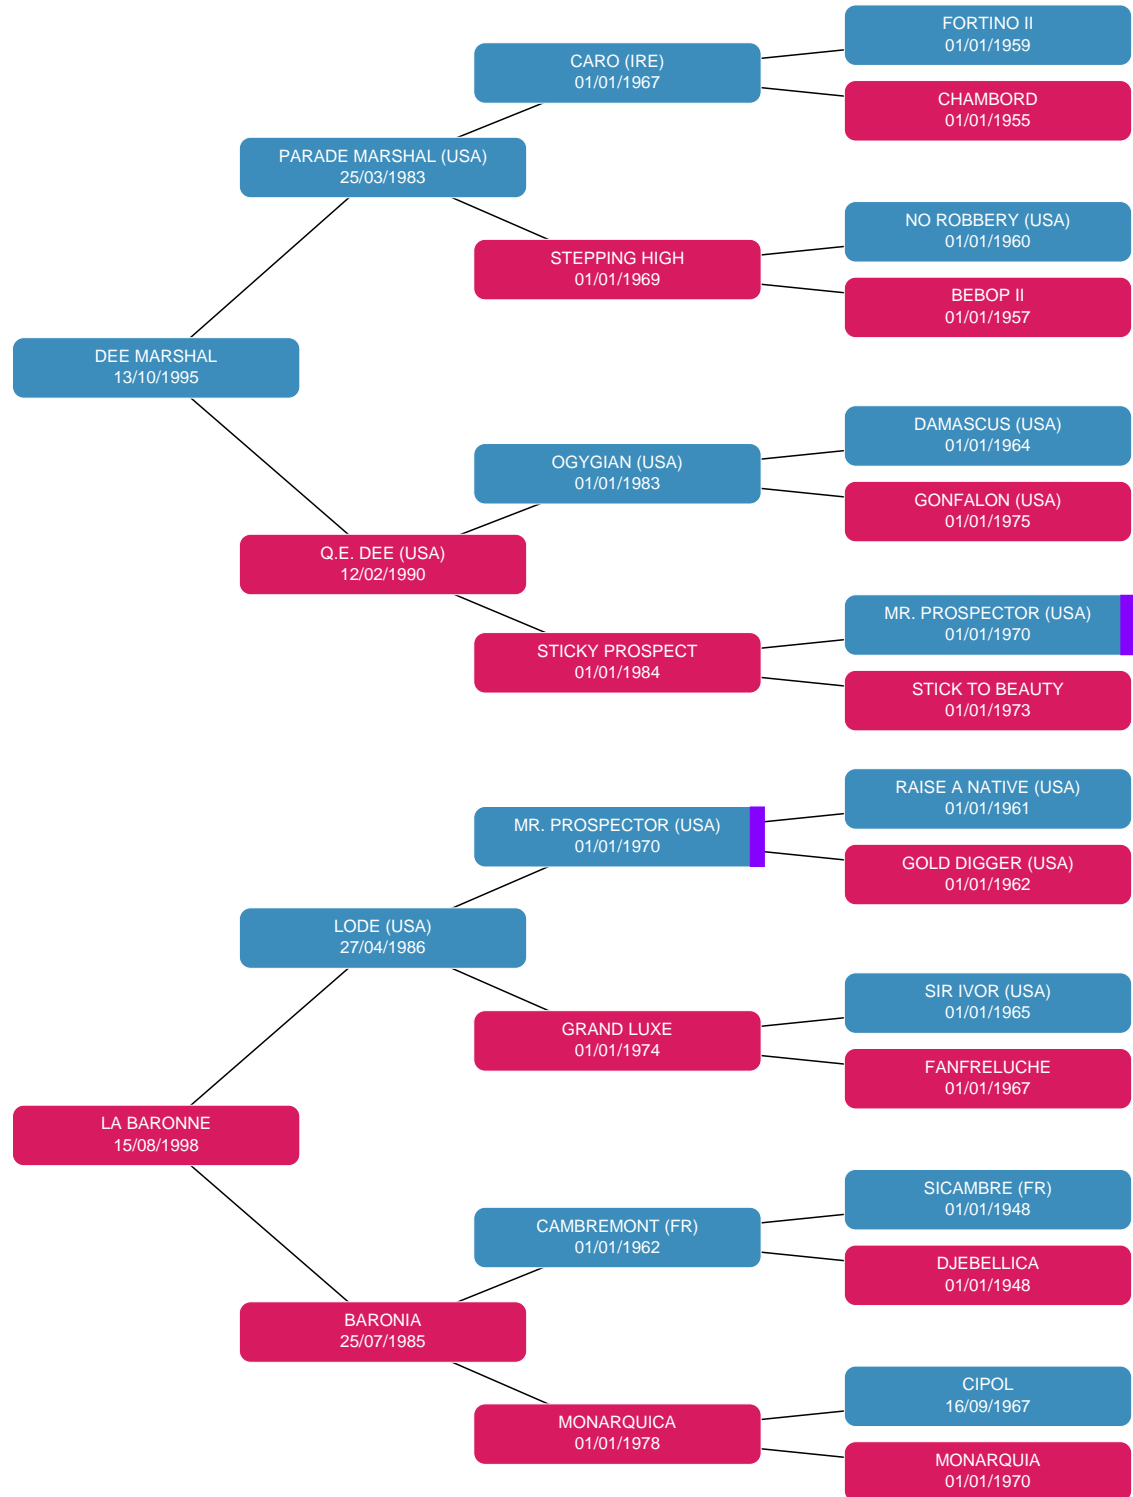 FORTINO II
01/01/1959
CARO (IRE)
01/01/1967
CHAMBORD
01/01/1955
PARADE MARSHAL (USA)
25/03/1983
NO ROBBERY (USA)
01/01/1960
STEPPING HIGH
01/01/1969
BEBOP II
01/01/1957
DEE MARSHAL
13/10/1995
DAMASCUS (USA)
01/01/1964
OGYGIAN (USA)
01/01/1983
GONFALON (USA)
01/01/1975
Q.E. DEE (USA)
12/02/1990
MR. PROSPECTOR (USA)
01/01/1970
STICKY PROSPECT
01/01/1984
STICK TO BEAUTY
01/01/1973
RAISE A NATIVE (USA)
01/01/1961
MR. PROSPECTOR (USA)
01/01/1970
GOLD DIGGER (USA)
01/01/1962
LODE (USA)
27/04/1986
SIR IVOR (USA)
01/01/1965
GRAND LUXE
01/01/1974
FANFRELUCHE
01/01/1967
LA BARONNE
15/08/1998
SICAMBRE (FR)
01/01/1948
CAMBREMONT (FR)
01/01/1962
DJEBELLICA
01/01/1948
BARONIA
25/07/1985
CIPOL
16/09/1967
MONARQUICA
01/01/1978
MONARQUIA
01/01/1970